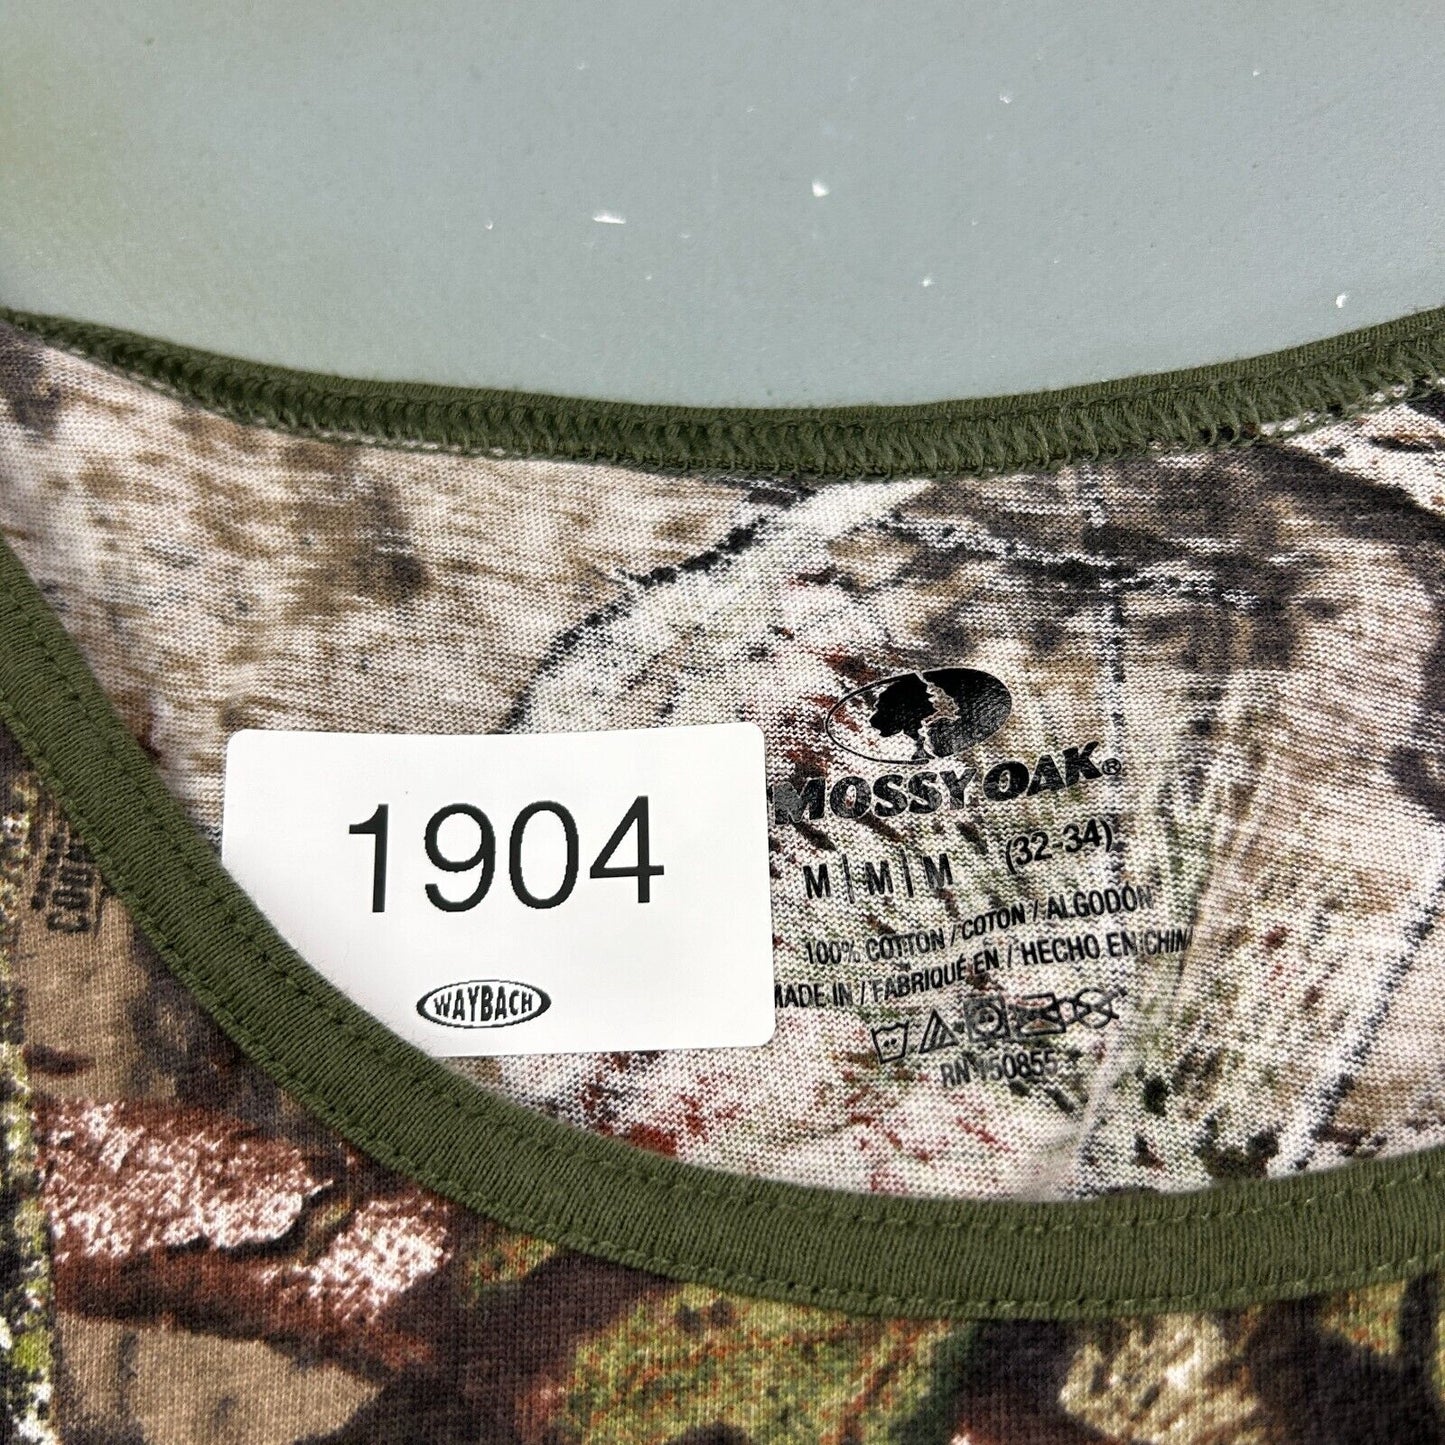 1904
WAYBACH
MOSSY OAK®
M | M | M (32-34)
100% COTTON / COTON / ALGODÓN
MADE IN / FABRIQUÉ EN / HECHO EN CHINA
RN 150855